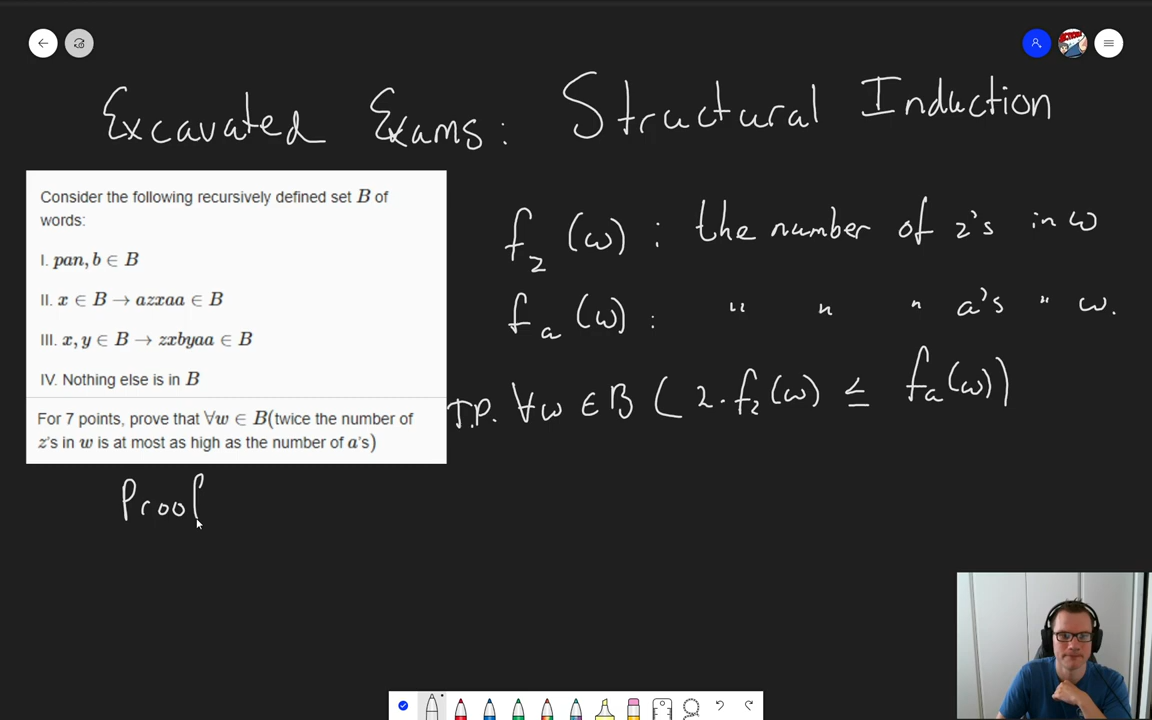 Excavated Exams: Structural Induction
Consider the following recursively defined set B of
words:
I. pan, b ∈ B
II. x ∈ B → azxaa ∈ B
III. x, y ∈ B → zxbyaa ∈ B
IV. Nothing else is in B
For 7 points, prove that ∀w ∈ B(twice the number of
z's in w is at most as high as the number of a's)
f_z (w) : the number of z's in w
f_a (w) : " " " a's " w.
T.P. ∀w ∈ B ( 2·f_z(w) ≤ f_a(w))
Proof